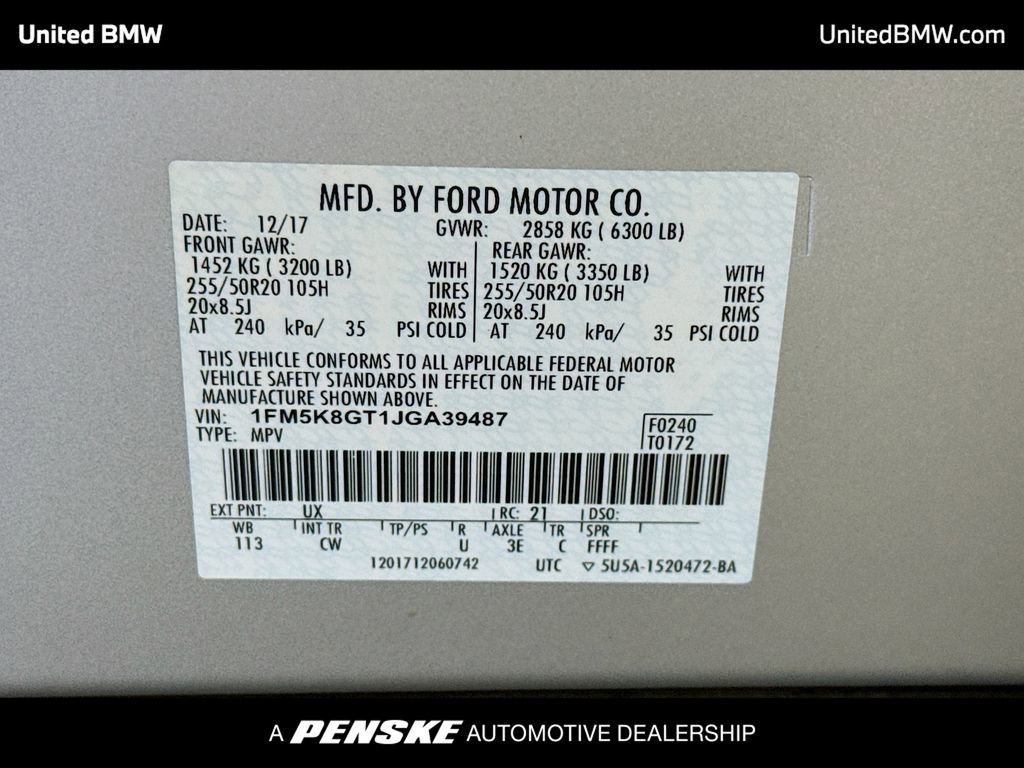 United BMW
UnitedBMW.com
MFD. BY FORD MOTOR CO.
DATE: 12/17 GVWR: 2858 KG ( 6300 LB)
FRONT GAWR: REAR GAWR:
1452 KG ( 3200 LB) WITH 1520 KG ( 3350 LB) WITH
255/50R20 105H TIRES 255/50R20 105H TIRES
20x8.5J RIMS 20x8.5J RIMS
AT 240 kPa/ 35 PSI COLD AT 240 kPa/ 35 PSI COLD
THIS VEHICLE CONFORMS TO ALL APPLICABLE FEDERAL MOTOR
VEHICLE SAFETY STANDARDS IN EFFECT ON THE DATE OF
MANUFACTURE SHOWN ABOVE.
VIN: 1FM5K8GT1JGA39487
TYPE: MPV
F0240
T0172
EXT PNT: UX RC: 21 DSO:
WB INT TR TP/PS R AXLE TR SPR
113 CW U 3E C FFFF
1201712060742 UTC ▽ 5U5A-1520472-BA
A PENSKE AUTOMOTIVE DEALERSHIP